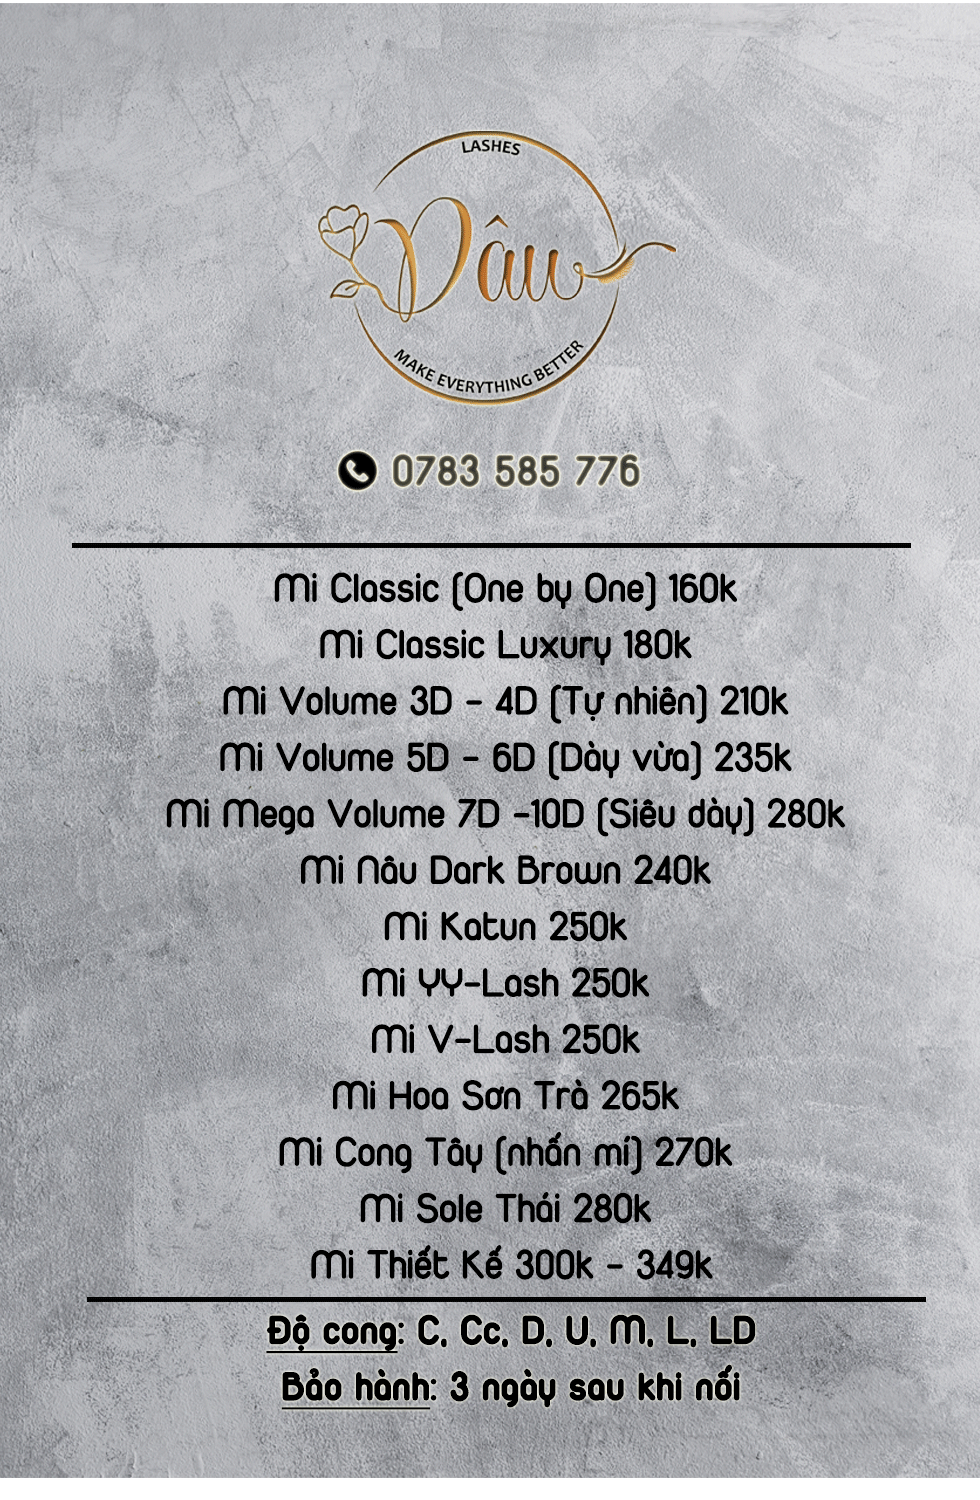 LASHES
Dâu
MAKE EVERYTHING BETTER
0783 585 776
Mi Classic (One by One) 160k
Mi Classic Luxury 180k
Mi Volume 3D - 4D (Tự nhiên) 210k
Mi Volume 5D - 6D (Dày vừa) 235k
Mi Mega Volume 7D -10D (Siêu dày) 280k
Mi Nâu Dark Brown 240k
Mi Katun 250k
Mi YY-Lash 250k
Mi V-Lash 250k
Mi Hoa Sơn Trà 265k
Mi Cong Tây (nhấn mí) 270k
Mi Sole Thái 280k
Mi Thiết Kế 300k - 349k
Độ cong: C, Cc, D, U, M, L, LD
Bảo hành: 3 ngày sau khi nối